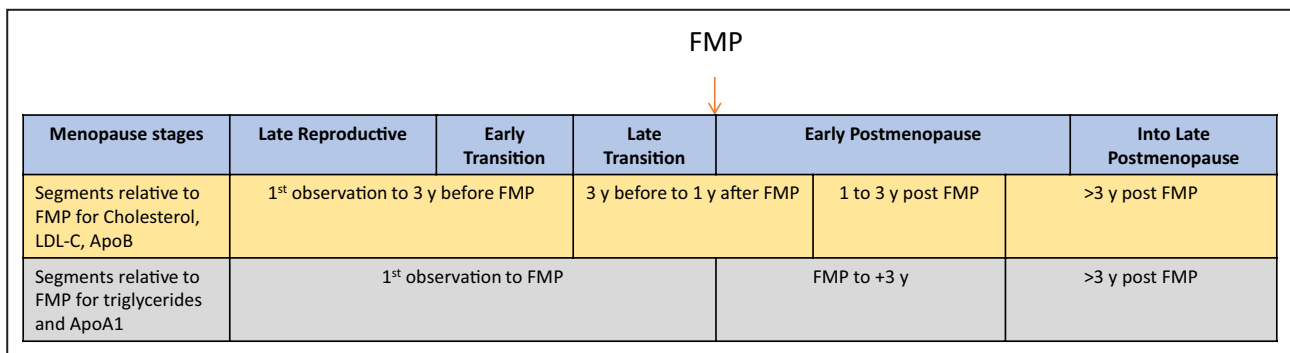 FMP
Menopause stages
Late Reproductive
Early
Transition
Late
Transition
Early Postmenopause
Into Late
Postmenopause
Segments relative to
FMP for Cholesterol,
LDL-C, ApoB
1st observation to 3 y before FMP
3 y before to 1 y after FMP
1 to 3 y post FMP
>3 y post FMP
Segments relative to
FMP for triglycerides
and ApoA1
1st observation to FMP
FMP to +3 y
>3 y post FMP